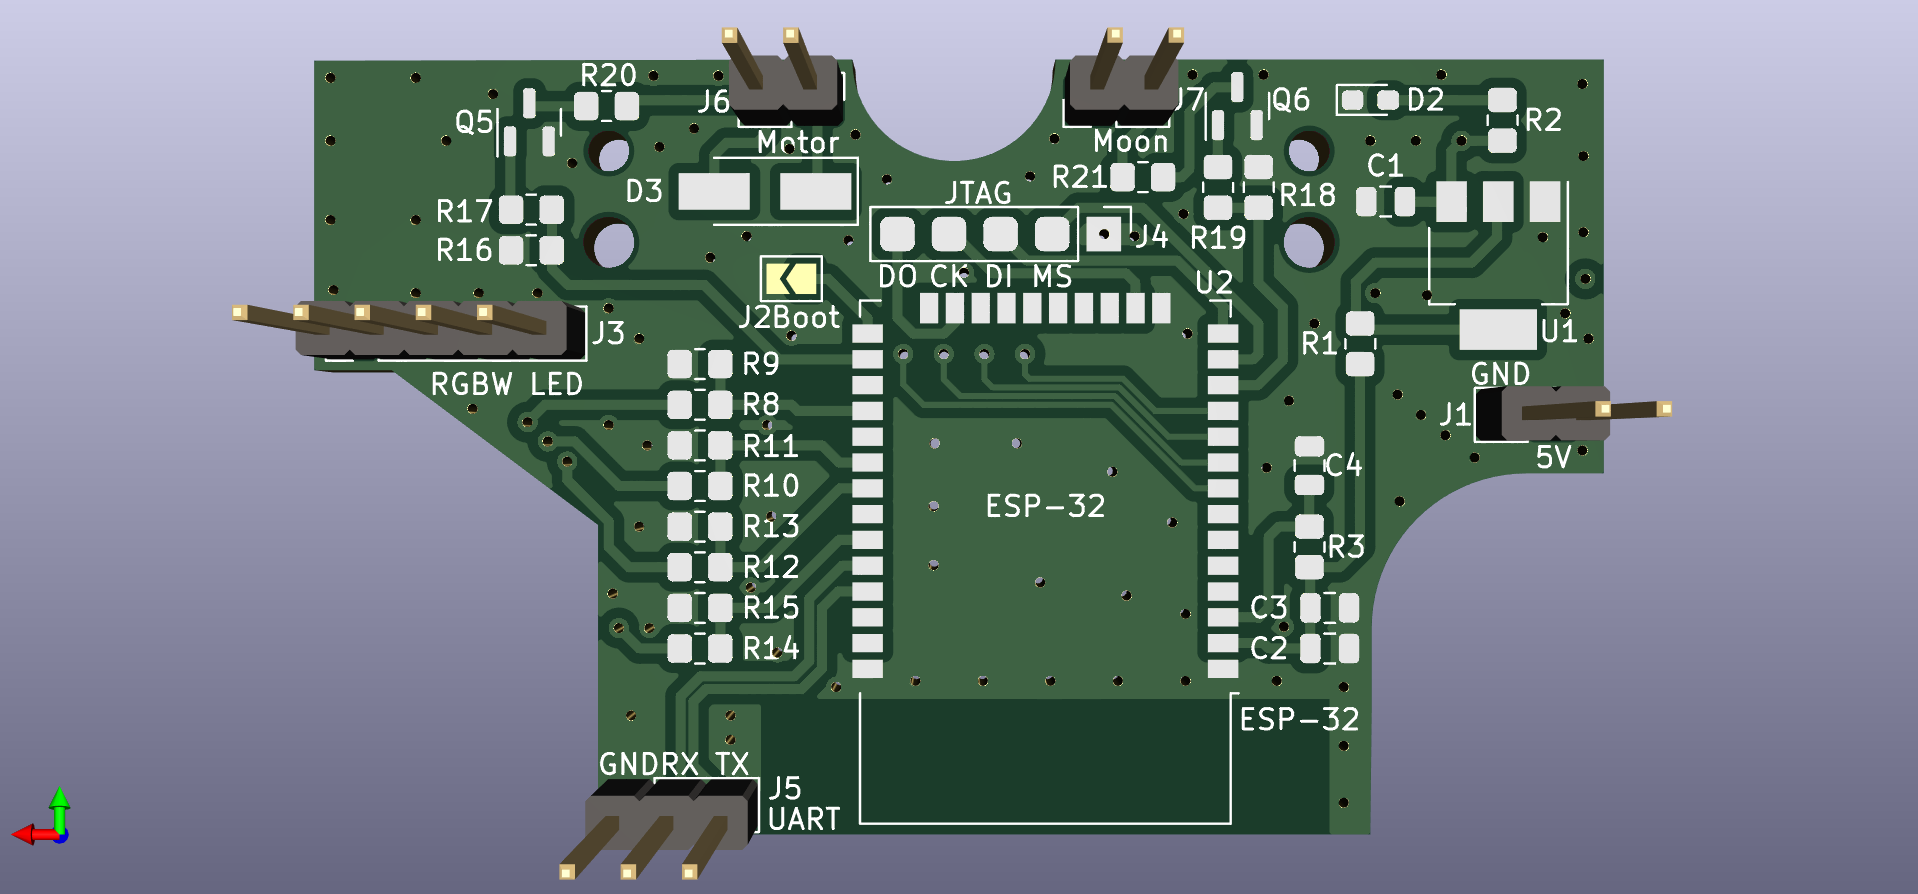 R20
J6
J7
Q6
D2
Q5
R2
Motor
Moon
C1
R21
D3
JTAG
R18
R17
R16
R19
J4
DO CK DI MS
U2
J2Boot
J3
U1
R1
R9
RGBW LED
GND
R8
J1
R11
5V
C4
R10
ESP-32
R13
R3
R12
R15
C3
R14
C2
ESP-32
GNDRX TX
J5
UART